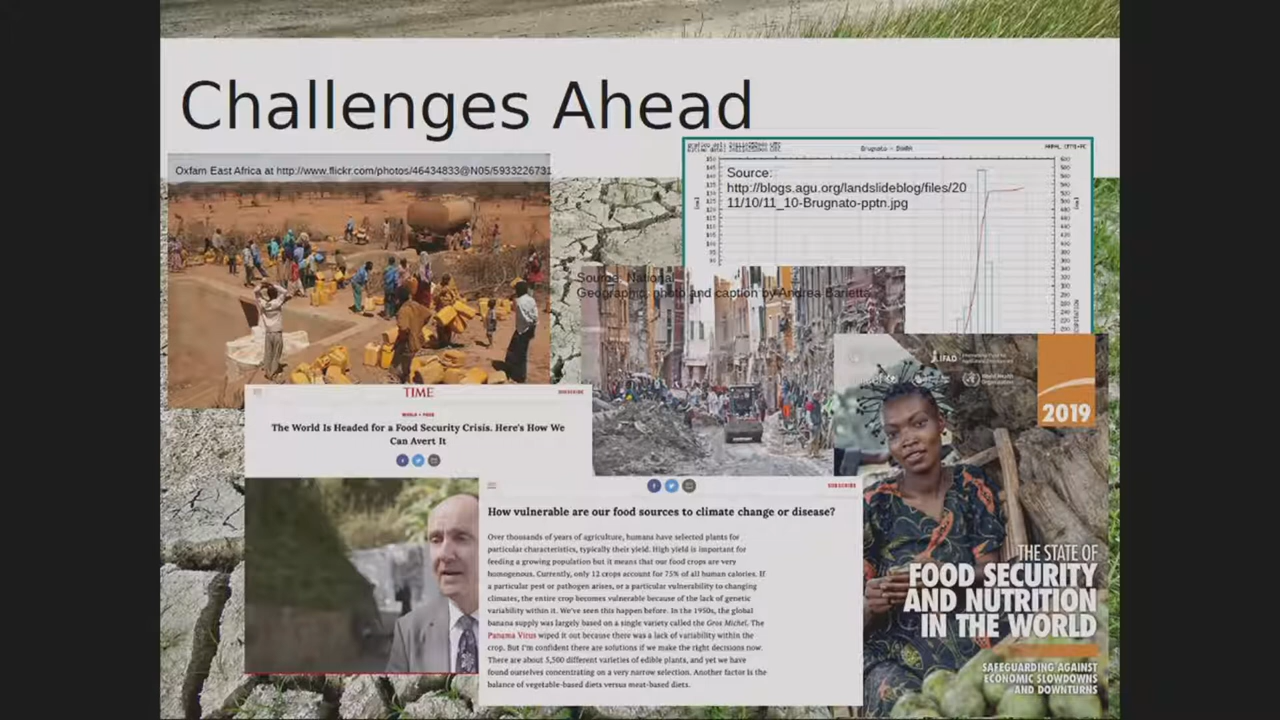 Challenges Ahead
Oxfam East Africa at http://www.flickr.com/photos/46434833@N05/5933226731
Brugnato - DWARA
Source:
http://blogs.agu.org/landslideblog/files/20
11/10/11_10-Brugnato-pptn.jpg
Source: National
Geographic, photo and caption by Andrea Barletta
TIME
SUBSCRIBE
WORLD • FOOD
The World Is Headed for a Food Security Crisis. Here's How We
Can Avert It
SUBSCRIBE
How vulnerable are our food sources to climate change or disease?
Over thousands of years of agriculture, humans have selected plants for
particular characteristics, typically their yield. High yield is important for
feeding a growing population but it means that our food crops are very
homogenous. Currently, only 12 crops account for 75% of all human calories. If
a particular pest or pathogen arises, or a particular vulnerability to changing
climates, the entire crop becomes vulnerable because of the lack of genetic
variability within it. We've seen this happen before. In the 1950s, the global
banana supply was largely based on a single variety called the Gros Michel. The
Panama Virus wiped it out because there was a lack of variability within the
crop. But I'm confident there are solutions if we make the right decisions now.
There are about 5,500 different varieties of edible plants, and yet we have
found ourselves concentrating on a very narrow selection. Another factor is the
balance of vegetable-based diets versus meat-based diets.
IFAD
World Health
Organization
2019
THE STATE OF
FOOD SECURITY
AND NUTRITION
IN THE WORLD
SAFEGUARDING AGAINST
ECONOMIC SLOWDOWNS
AND DOWNTURNS